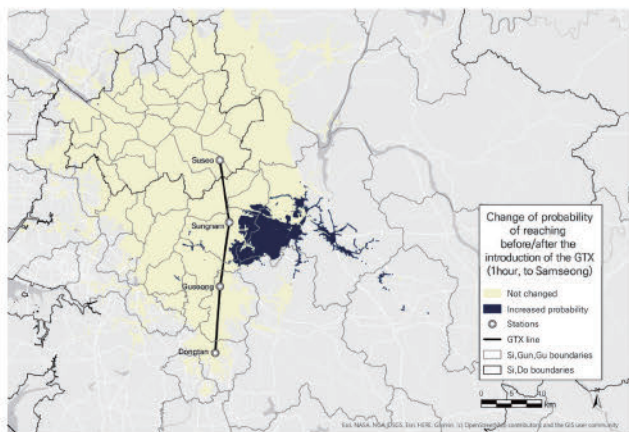 Suseo
Sungnam
Guseong
Dongtan
Change of probability
of reaching
before/after the
introduction of the GTX
(1hour, to Samseong)
Not changed
Increased probability
Stations
GTX line
Si,Gun,Gu boundaries
Si,Do boundaries
0 5 10
km
Esri, NASA, NGA, USGS, Esri, HERE, Garmin, (c) OpenStreetMap contributors, and the GIS user community